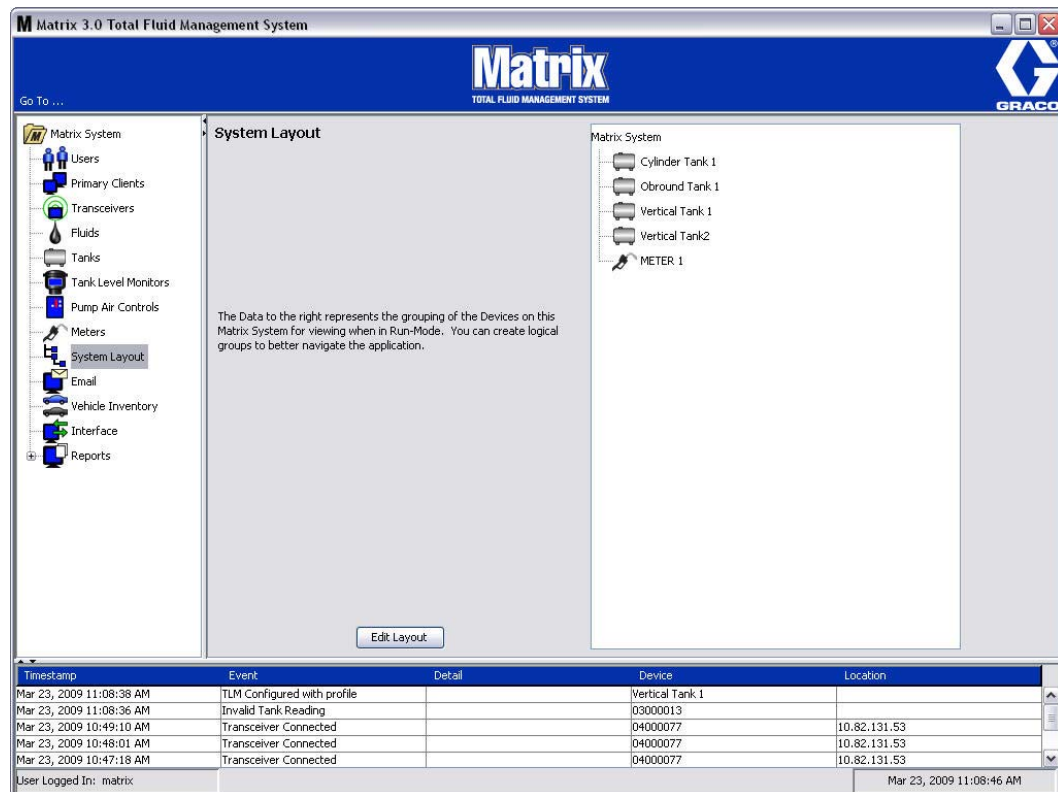 Matrix 3.0 Total Fluid Management System
Matrix
TOTAL FLUID MANAGEMENT SYSTEM
GRACO
Go To ...
Matrix System
Users
Primary Clients
Transceivers
Fluids
Tanks
Tank Level Monitors
Pump Air Controls
Meters
System Layout
Email
Vehicle Inventory
Interface
Reports
System Layout
The Data to the right represents the grouping of the Devices on this
Matrix System for viewing when in Run-Mode. You can create logical
groups to better navigate the application.
Edit Layout
Matrix System
Cylinder Tank 1
Obround Tank 1
Vertical Tank 1
Vertical Tank2
METER 1
Timestamp Event Detail Device Location
Mar 23, 2009 11:08:38 AM TLM Configured with profile Vertical Tank 1
Mar 23, 2009 11:08:36 AM Invalid Tank Reading 03000013
Mar 23, 2009 10:49:10 AM Transceiver Connected 04000077 10.82.131.53
Mar 23, 2009 10:48:01 AM Transceiver Connected 04000077 10.82.131.53
Mar 23, 2009 10:47:18 AM Transceiver Connected 04000077 10.82.131.53
User Logged In: matrix Mar 23, 2009 11:08:46 AM